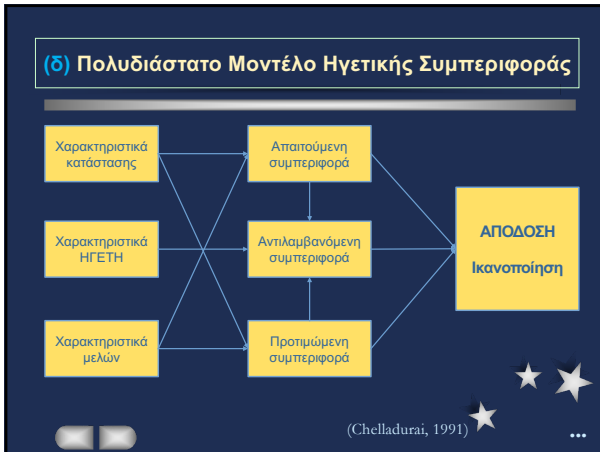 (δ) Πολυδιάστατο Μοντέλο Ηγετικής Συμπεριφοράς
Χαρακτηριστικά
κατάστασης
Απαιτούμενη
συμπεριφορά
Χαρακτηριστικά
ΗΓΕΤΗ
Αντιλαμβανόμενη
συμπεριφορά
ΑΠΟΔΟΣΗ
Ικανοποίηση
Χαρακτηριστικά
μελών
Προτιμώμενη
συμπεριφορά
(Chelladurai, 1991)
...